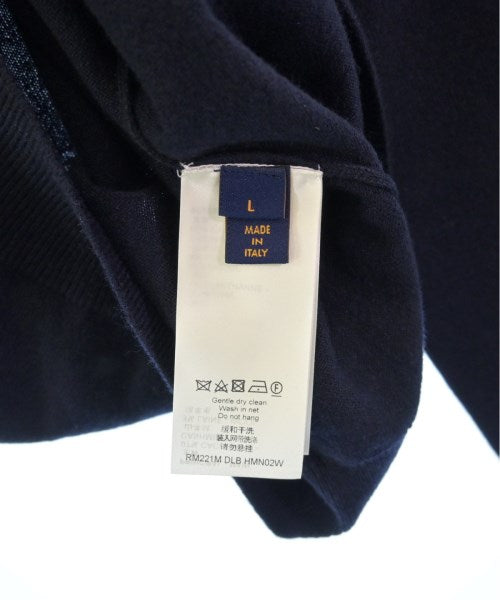 L
MADE
IN
ITALY
Gentle dry clean
Wash in net
Do not hang
缓和干洗
装入网带洗涤
请勿悬挂
RM221M DLB HMN02W